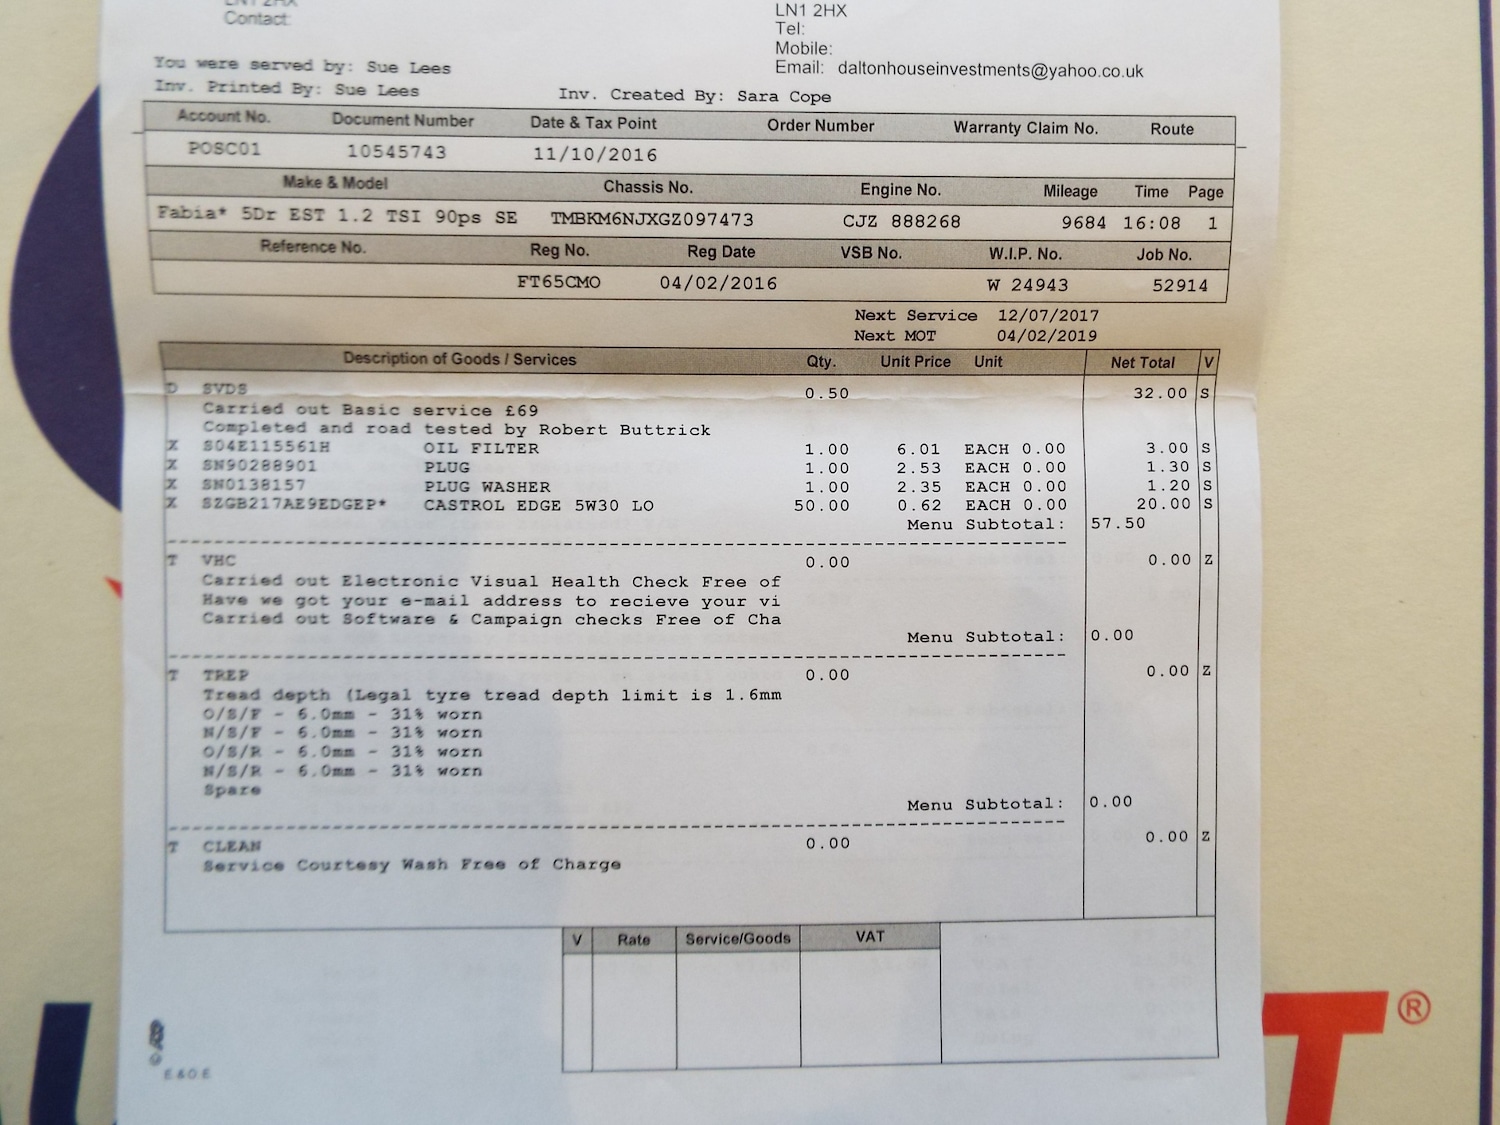 LN1 2HX
Contact:
LN1 2HX
Tel:
Mobile:
Email: daltonhouseinvestments@yahoo.co.uk
You were served by: Sue Lees
Inv. Printed By: Sue Lees
Inv. Created By: Sara Cope
Account No. Document Number Date & Tax Point Order Number Warranty Claim No. Route
POSC01 10545743 11/10/2016
Make & Model Chassis No. Engine No. Mileage Time Page
Fabia* 5Dr EST 1.2 TSI 90ps SE TMBKM6NJXGZ097473 CJZ 888268 9684 16:08 1
Reference No. Reg No. Reg Date VSB No. W.I.P. No. Job No.
FT65CMO 04/02/2016 W 24943 52914
Next Service 12/07/2017
Next MOT 04/02/2019
Description of Goods / Services Qty. Unit Price Unit Net Total V
D SVDS 0.50 32.00 S
Carried out Basic service £69
Completed and road tested by Robert Buttrick
X S04E115561H OIL FILTER 1.00 6.01 EACH 0.00 3.00 S
X SN90288901 PLUG 1.00 2.53 EACH 0.00 1.30 S
X SN0138157 PLUG WASHER 1.00 2.35 EACH 0.00 1.20 S
X SZGB217AE9EDGEP* CASTROL EDGE 5W30 LO 50.00 0.62 EACH 0.00 20.00 S
Menu Subtotal: 57.50
T VHC 0.00 0.00 Z
Carried out Electronic Visual Health Check Free of
Have we got your e-mail address to recieve your vi
Carried out Software & Campaign checks Free of Cha
Menu Subtotal: 0.00
T TREP 0.00 0.00 Z
Tread depth (Legal tyre tread depth limit is 1.6mm
O/S/F - 6.0mm - 31% worn
N/S/F - 6.0mm - 31% worn
O/S/R - 6.0mm - 31% worn
N/S/R - 6.0mm - 31% worn
Spare
Menu Subtotal: 0.00
T CLEAN 0.00 0.00 Z
Service Courtesy Wash Free of Charge
V Rate Service/Goods VAT
E&OE
T®